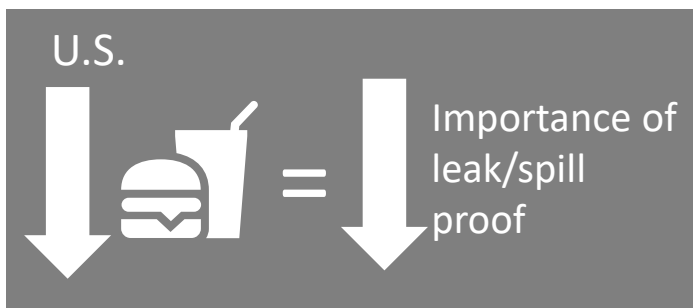 U.S.
=
Importance of
leak/spill
proof